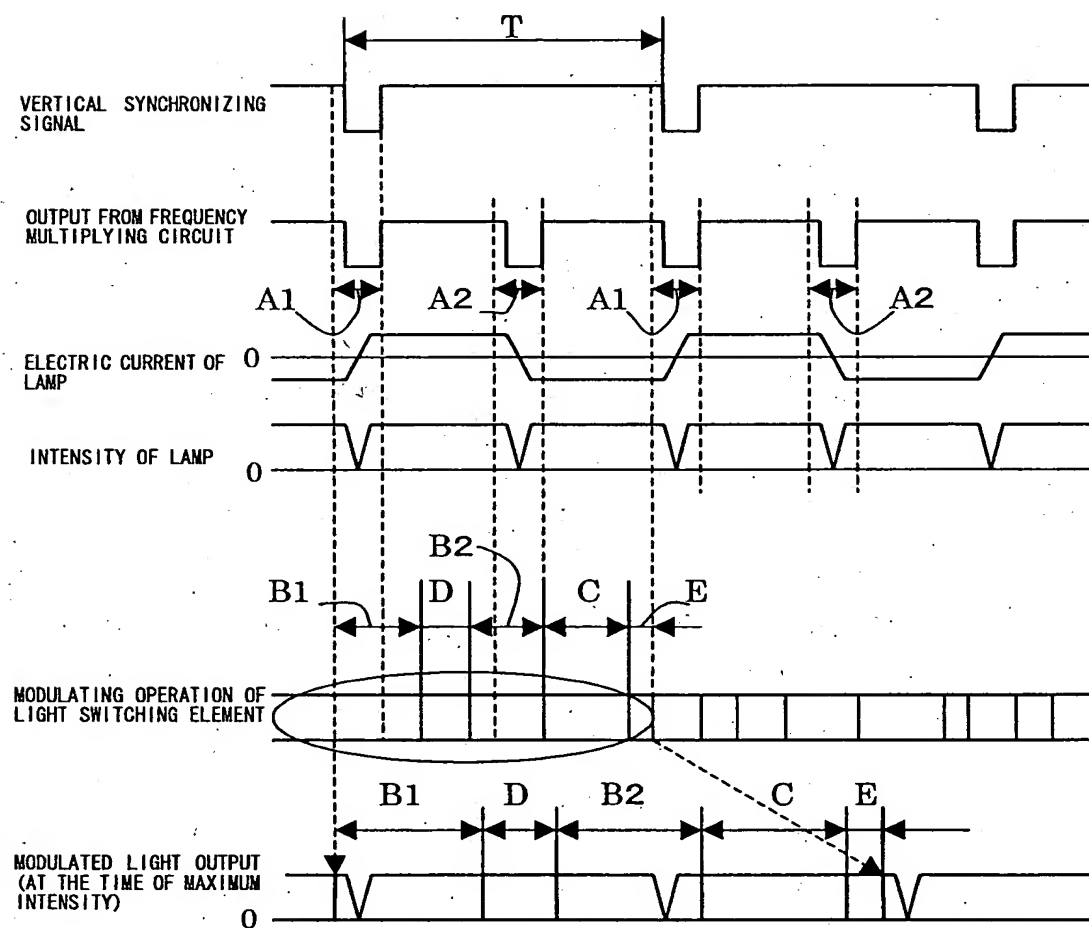 T
VERTICAL SYNCHRONIZING
SIGNAL
OUTPUT FROM FREQUENCY
MULTIPLYING CIRCUIT
A1
A2
A1
A2
ELECTRIC CURRENT OF
LAMP
0
INTENSITY OF LAMP
0
B2
B1
D
C
E
MODULATING OPERATION OF
LIGHT SWITCHING ELEMENT
B1
D
B2
C
E
MODULATED LIGHT OUTPUT
(AT THE TIME OF MAXIMUM
INTENSITY)
0